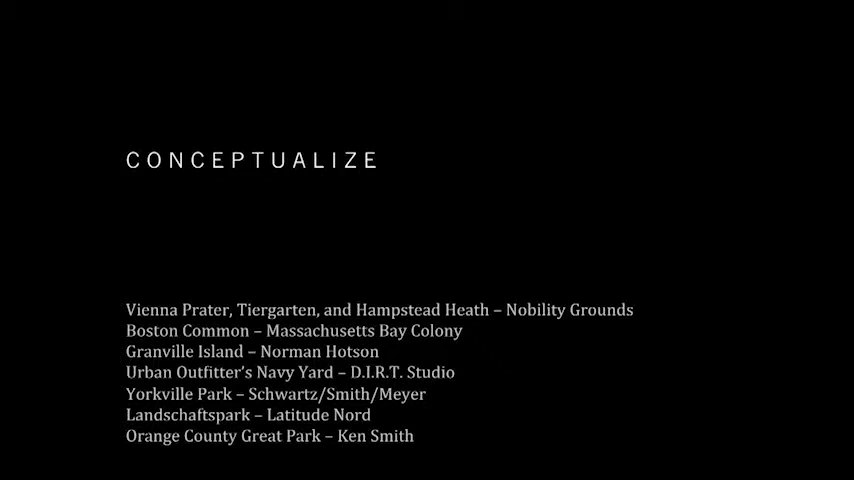 CONCEPTUALIZE
Vienna Prater, Tiergarten, and Hampstead Heath – Nobility Grounds
Boston Common – Massachusetts Bay Colony
Granville Island – Norman Hotson
Urban Outfitter's Navy Yard – D.I.R.T. Studio
Yorkville Park – Schwartz/Smith/Meyer
Landschaftspark – Latitude Nord
Orange County Great Park – Ken Smith